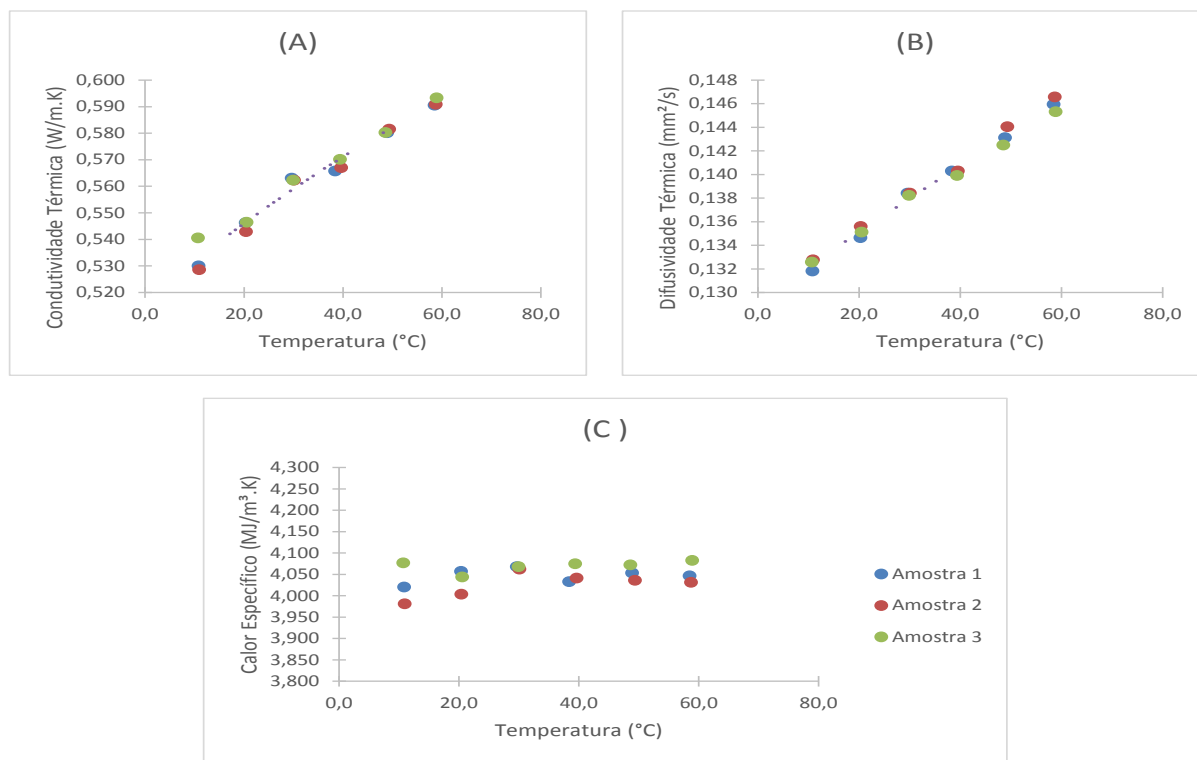 (A)
Condutividade Térmica (W/m.K)
0,600
0,590
0,580
0,570
0,560
0,550
0,540
0,530
0,520
0,0 20,0 40,0 60,0 80,0
Temperatura (°C)
(B)
Difusividade Térmica (mm²/s)
0,148
0,146
0,144
0,142
0,140
0,138
0,136
0,134
0,132
0,130
0,0 20,0 40,0 60,0 80,0
Temperatura (°C)
(C )
Calor Específico (MJ/m³.K)
4,300
4,250
4,200
4,150
4,100
4,050
4,000
3,950
3,900
3,850
3,800
0,0 20,0 40,0 60,0 80,0
Temperatura (°C)
Amostra 1
Amostra 2
Amostra 3